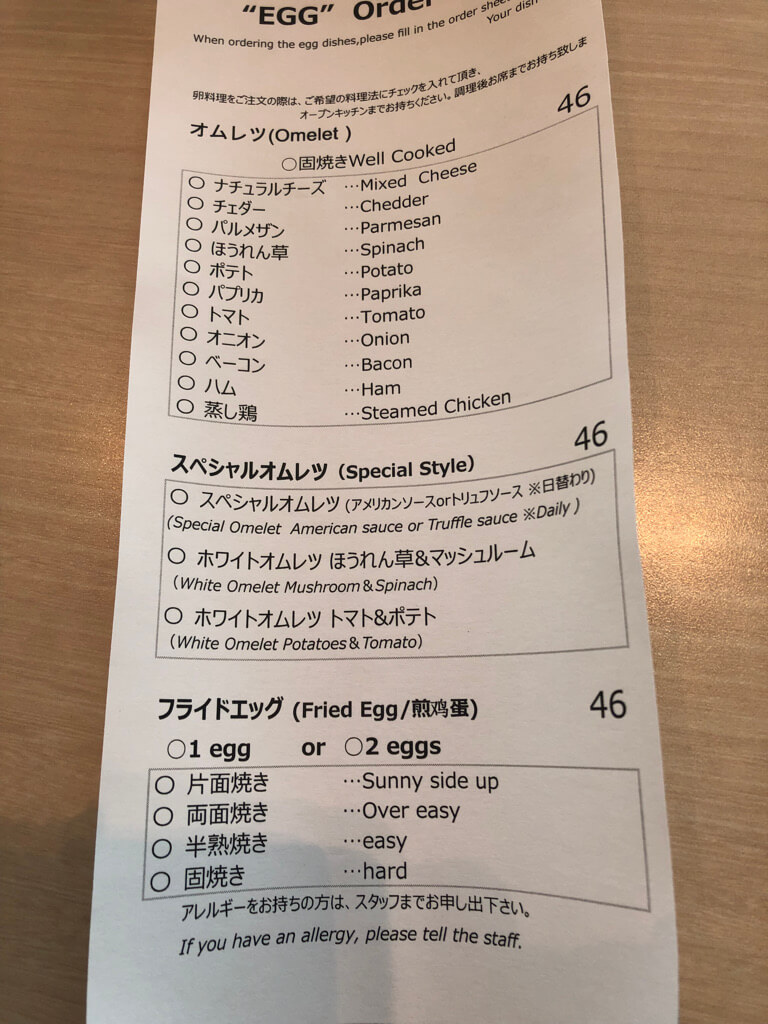 "EGG" Order
When ordering the egg dishes,please fill in the order
Your dish
卵料理をご注文の際は、ご希望の料理法にチェックを入れて頂き、
オープンキッチンまでお持ちください。調理後お席までお持ち致しま
46
オムレツ(Omelet )
○固焼きWell Cooked
○ ナチュラルチーズ …Mixed Cheese
○ チェダー …Chedder
○ パルメザン …Parmesan
○ ほうれん草 …Spinach
○ ポテト …Potato
○ パプリカ …Paprika
○ トマト …Tomato
○ オニオン …Onion
○ ベーコン …Bacon
○ ハム …Ham
○ 蒸し鶏 …Steamed Chicken
46
スペシャルオムレツ (Special Style)
○ スペシャルオムレツ (アメリカンソースorトリュフソース ※日替わり)
(Special Omelet American sauce or Truffle sauce ※Daily )
○ ホワイトオムレツ ほうれん草&マッシュルーム
(White Omelet Mushroom&Spinach)
○ ホワイトオムレツ トマト&ポテト
(White Omelet Potatoes&Tomato)
フライドエッグ (Fried Egg/煎鸡蛋) 46
○1 egg or ○2 eggs
○ 片面焼き …Sunny side up
○ 両面焼き …Over easy
○ 半熟焼き …easy
○ 固焼き …hard
アレルギーをお持ちの方は、スタッフまでお申し出下さい。
If you have an allergy, please tell the staff.